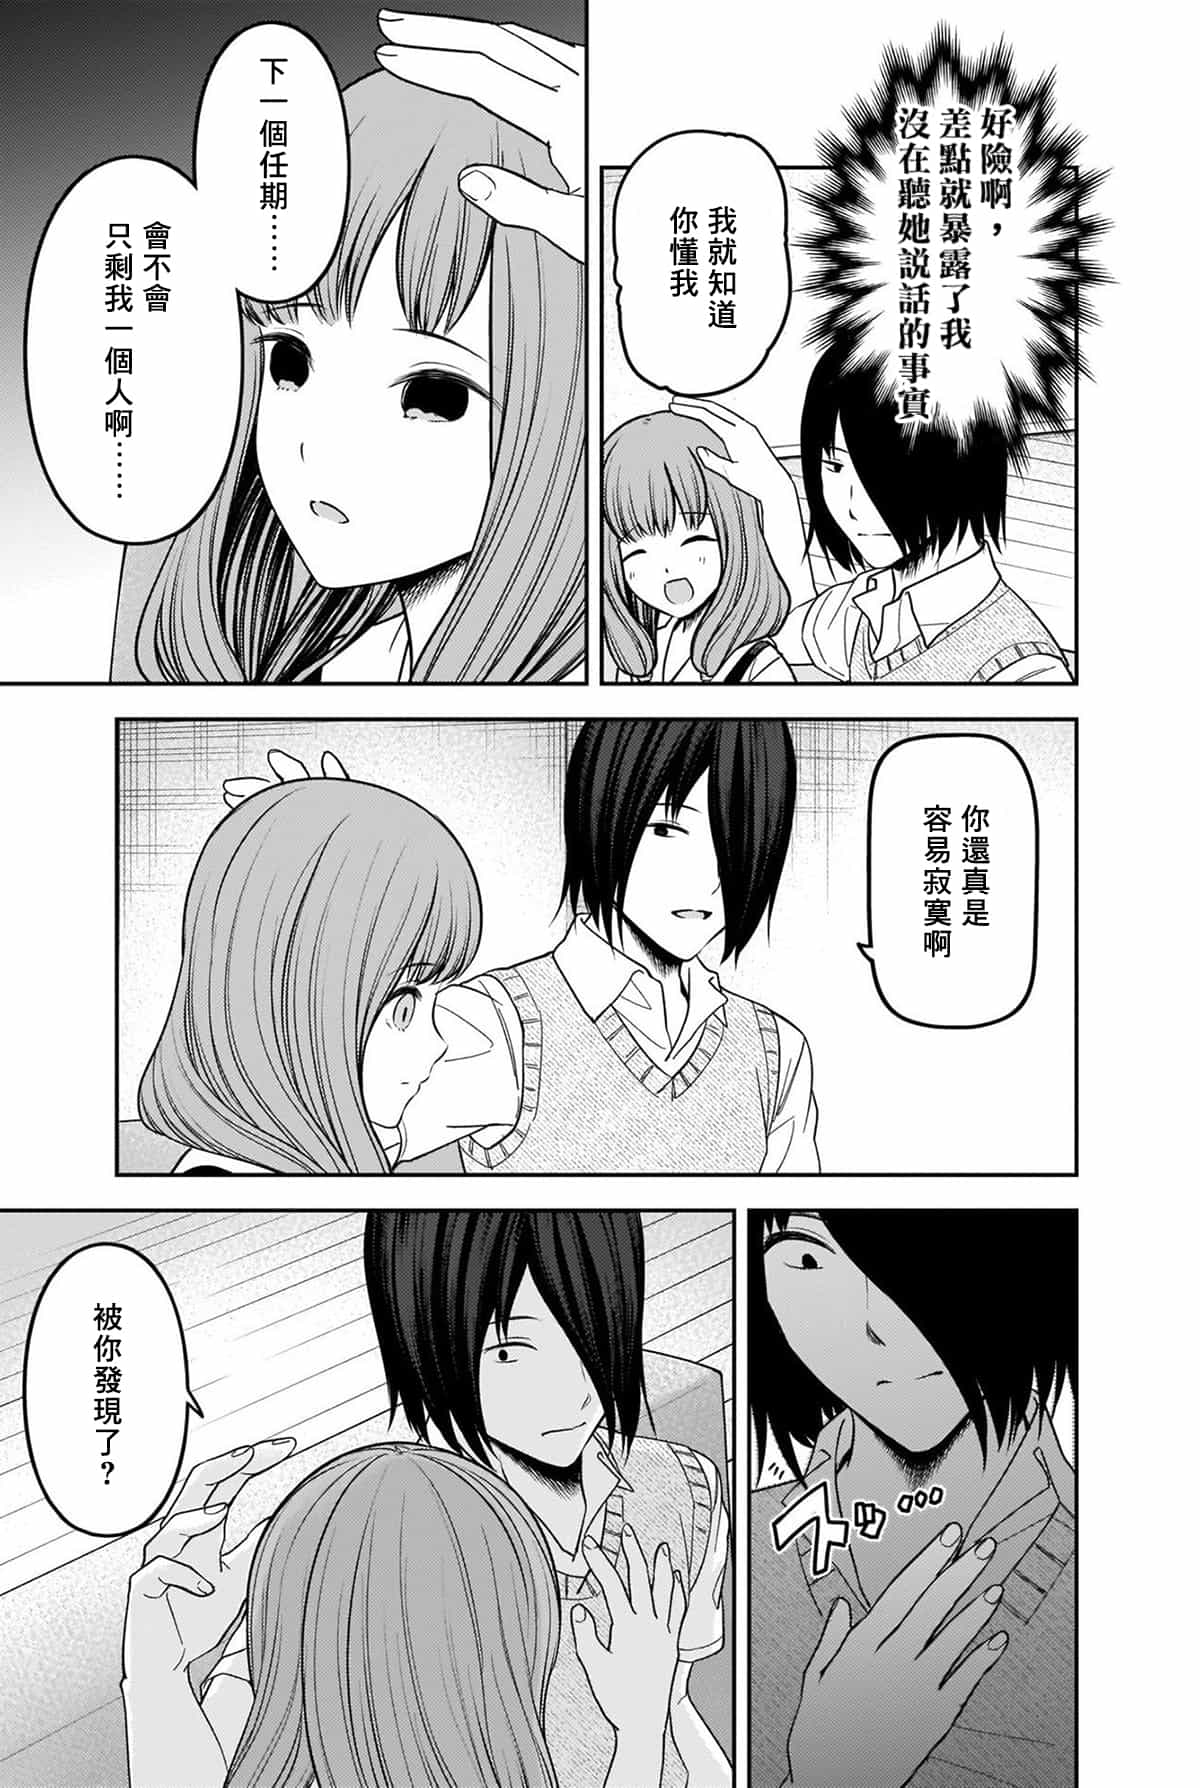 好險啊，
差點就暴露了我
沒在聽她説話的事實
我就知道
你懂我
下一個任期……
會不會
只剩我一個人啊……
你還真是
容易寂寞啊
スッ…
被你發現了?